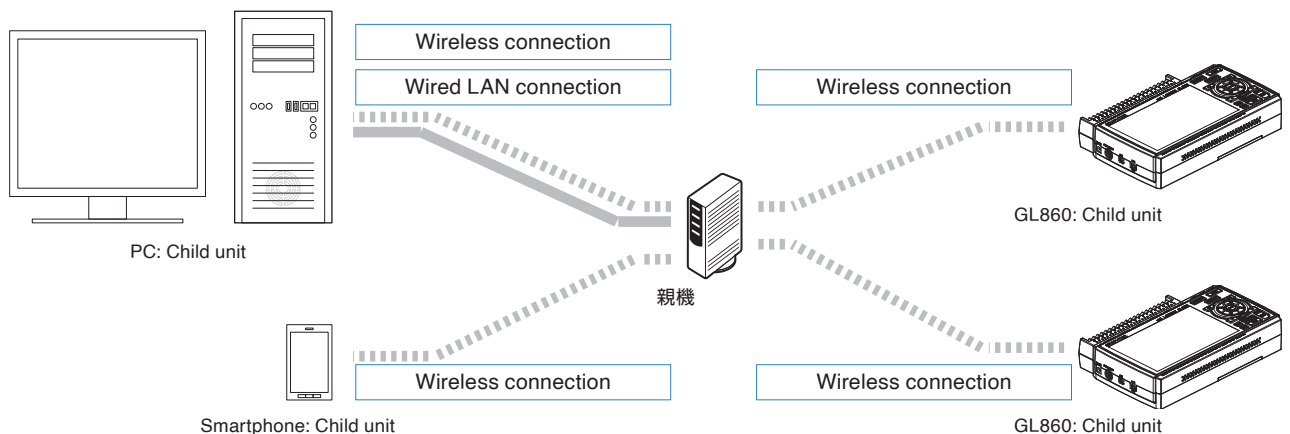 Wireless connection
Wired LAN connection
Wireless connection
GL860: Child unit
PC: Child unit
親機
Wireless connection
Wireless connection
Smartphone: Child unit
GL860: Child unit